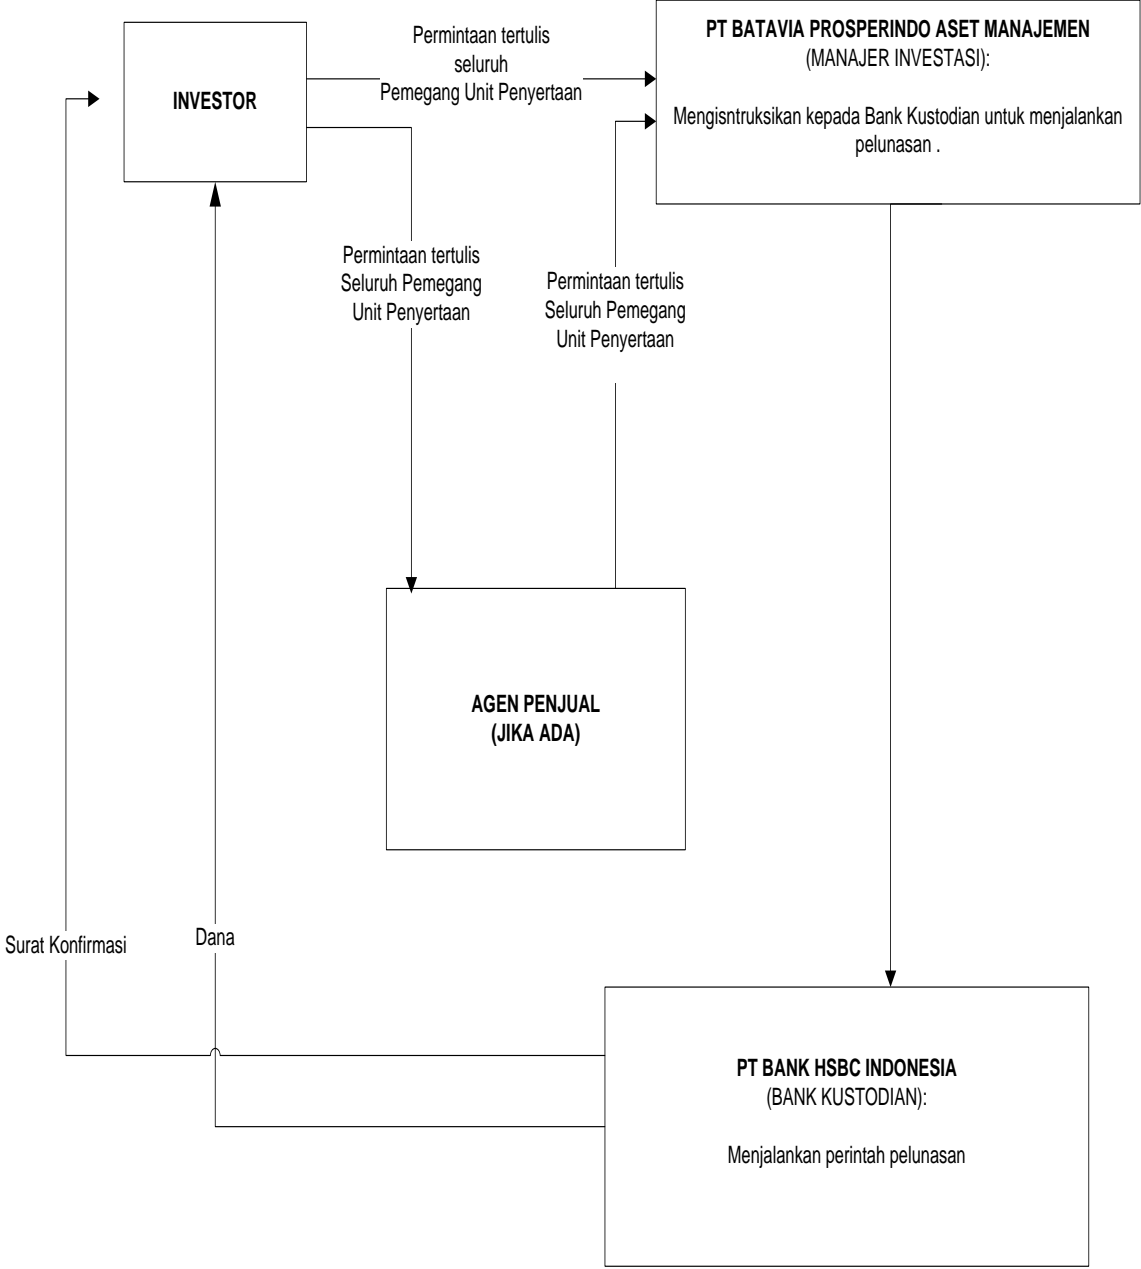 INVESTOR
Permintaan tertulis
seluruh
Pemegang Unit Penyertaan
PT BATAVIA PROSPERINDO ASET MANAJEMEN
(MANAJER INVESTASI):
Mengisntruksikan kepada Bank Kustodian untuk menjalankan
pelunasan .
Permintaan tertulis
Seluruh Pemegang
Unit Penyertaan
Permintaan tertulis
Seluruh Pemegang
Unit Penyertaan
AGEN PENJUAL
(JIKA ADA)
Surat Konfirmasi
Dana
PT BANK HSBC INDONESIA
(BANK KUSTODIAN):
Menjalankan perintah pelunasan